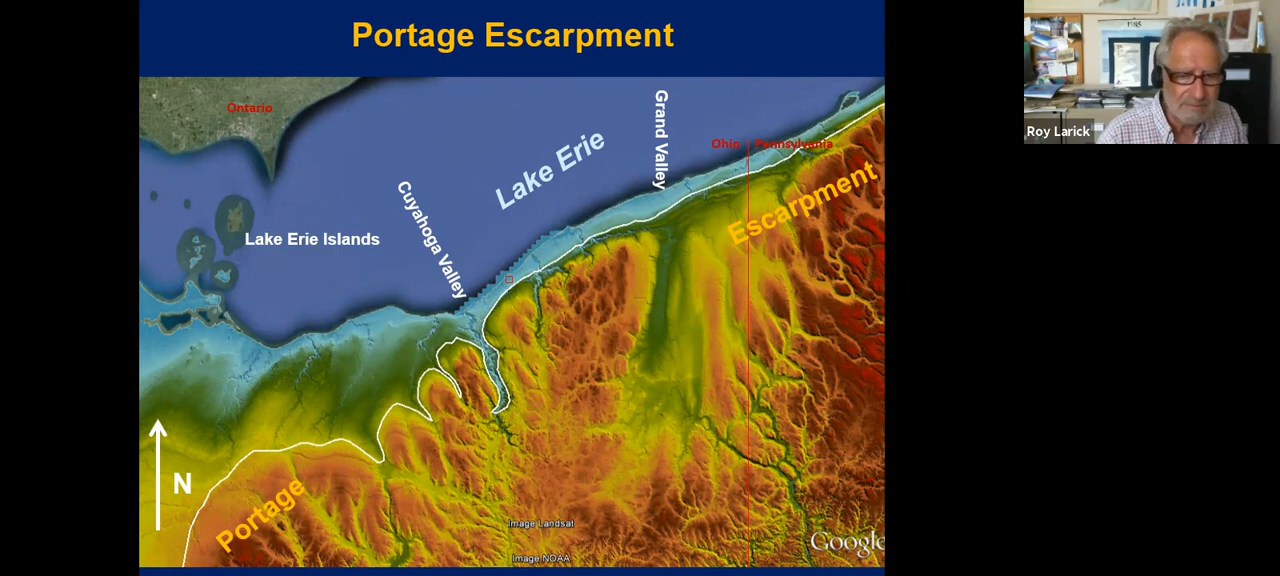 Portage Escarpment
1985
Roy Larick
Ontario
Grand Valley
Ohio
Pennsylvania
Lake Erie
Escarpment
Cuyahoga Valley
Lake Erie Islands
N
Portage
Image Landsat
Image NOAA
Google